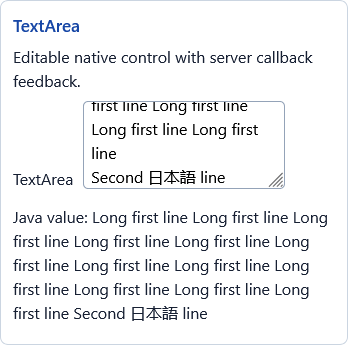 TextArea
Editable native control with server callback
feedback.
first line Long first line
Long first line Long first
line
TextArea
Second 日本語 line
Java value: Long first line Long first line Long
first line Long first line Long first line Long
first line Long first line Long first line Long
first line Long first line Long first line Long
first line Second 日本語 line